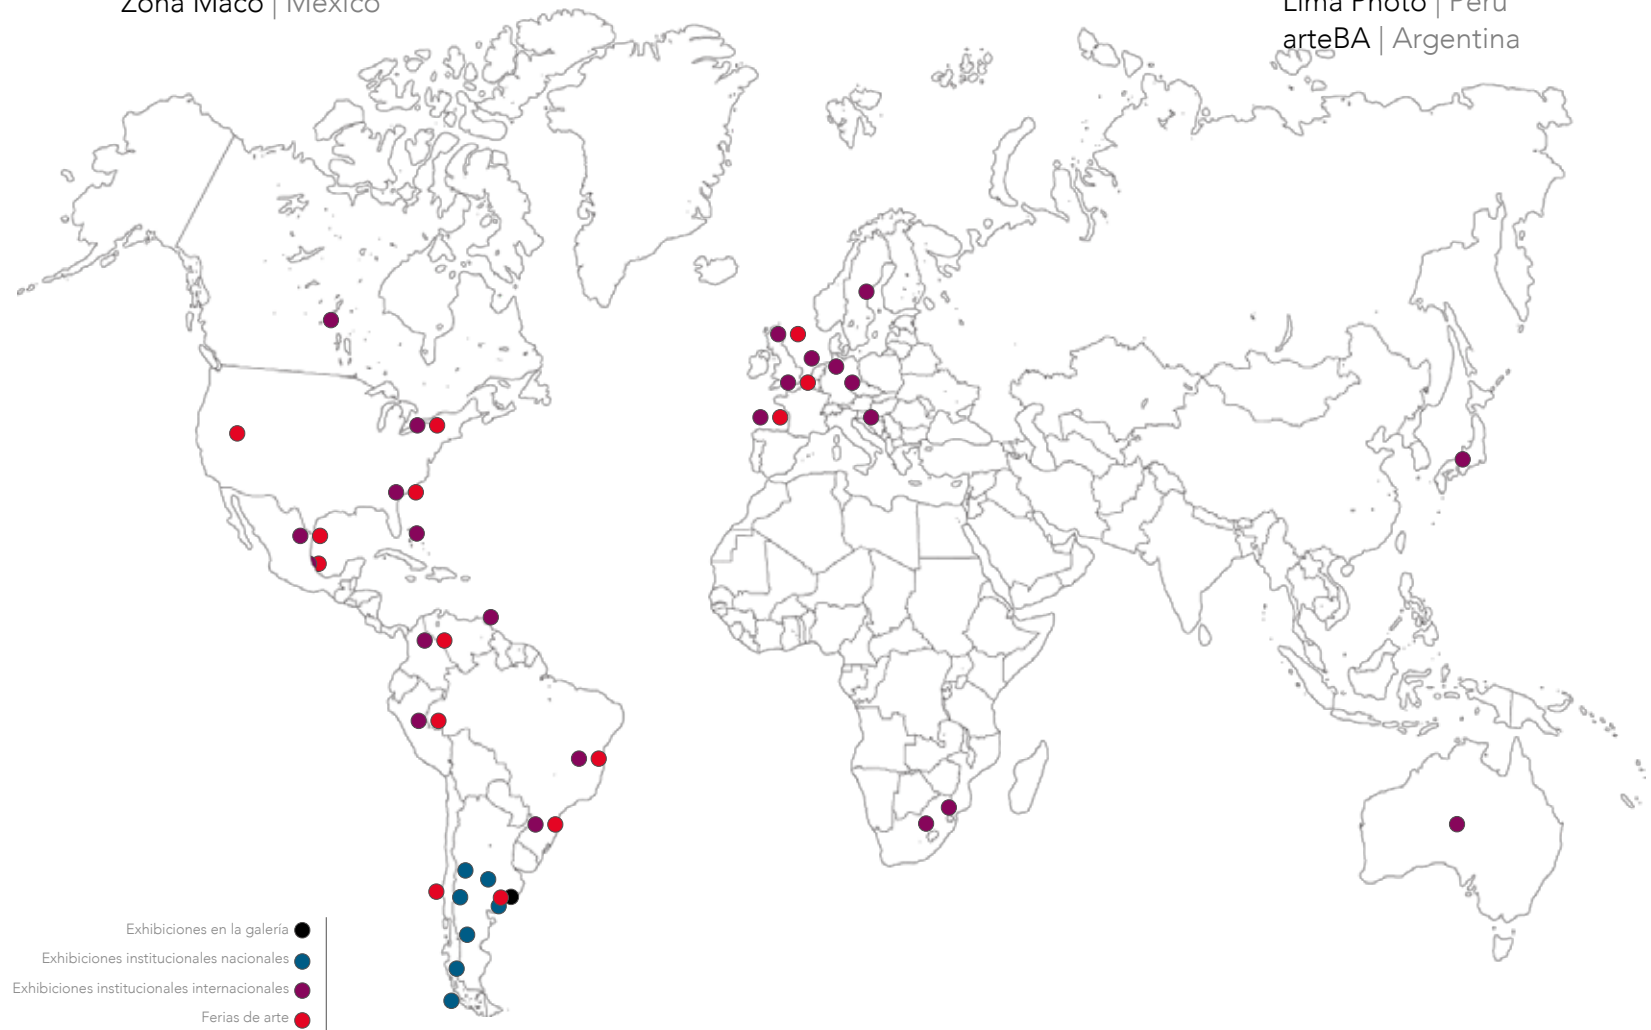 Zona Maco | México
Lima Photo | Perú
arteBA | Argentina
Exhibiciones en la galería
Exhibiciones institucionales nacionales
Exhibiciones institucionales internacionales
Ferias de arte